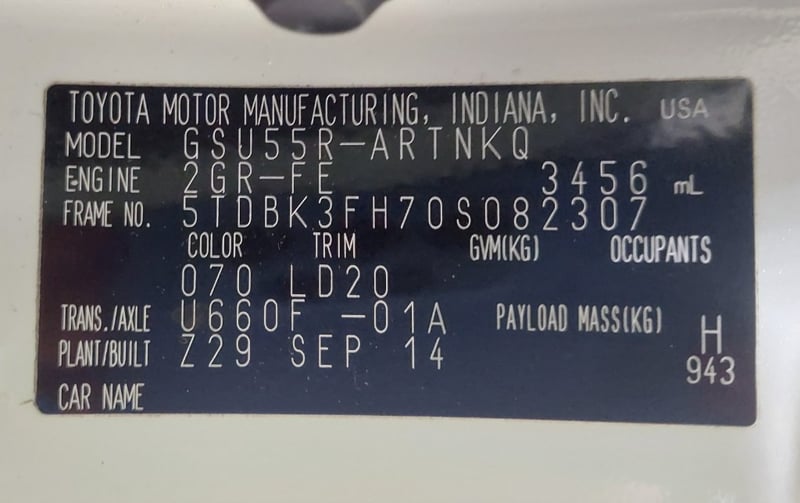 TOYOTA MOTOR MANUFACTURING, INDIANA, INC. USA
MODEL GSU55R-ARTNKQ
ENGINE 2GR-FE 3456 mL
FRAME NO. 5TDBK3FH70S082307
COLOR TRIM GVM(KG) OCCUPANTS
070 LD20
TRANS./AXLE U660F -01A PAYLOAD MASS(KG) H
PLANT/BUILT Z29 SEP 14 943
CAR NAME